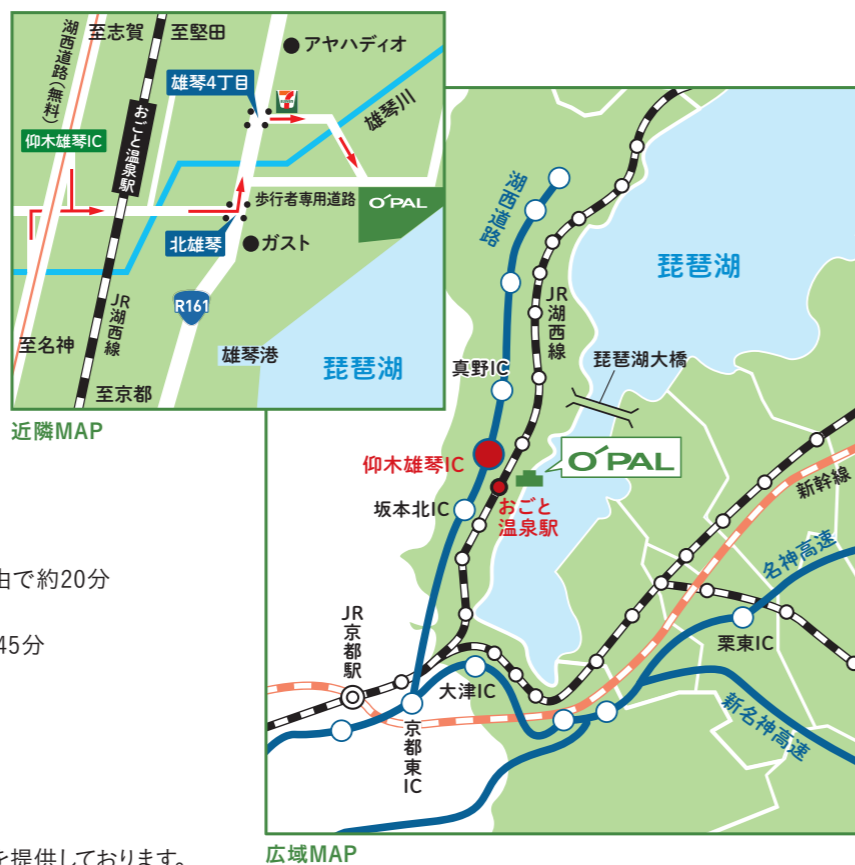 至志賀
至堅田
アヤハディオ
湖西道路(無料)
雄琴4丁目
雄琴川
おごと温泉駅
仰木雄琴IC
歩行者専用道路
O'PAL
北雄琴
ガスト
R161
JR湖西線
至名神
雄琴港
琵琶湖
至京都
近隣MAP
湖西道路
琵琶湖
JR湖西線
真野IC
琵琶湖大橋
仰木雄琴IC
O'PAL
新幹線
坂本北IC
おごと
温泉駅
名神高速
由で約20分
栗東IC
JR京都駅
45分
大津IC
新名神高速
京都東IC
を提供しております。
広域MAP